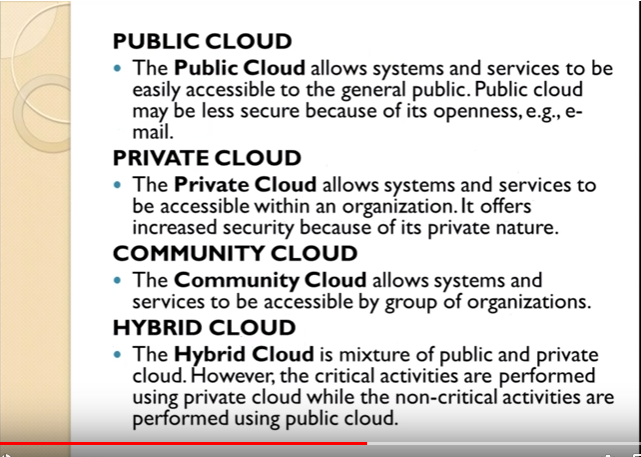 PUBLIC CLOUD
• The Public Cloud allows systems and services to be
easily accessible to the general public. Public cloud
may be less secure because of its openness, e.g., e-
mail.
PRIVATE CLOUD
• The Private Cloud allows systems and services to
be accessible within an organization. It offers
increased security because of its private nature.
COMMUNITY CLOUD
• The Community Cloud allows systems and
services to be accessible by group of organizations.
HYBRID CLOUD
• The Hybrid Cloud is mixture of public and private
cloud. However, the critical activities are performed
using private cloud while the non-critical activities are
performed using public cloud.